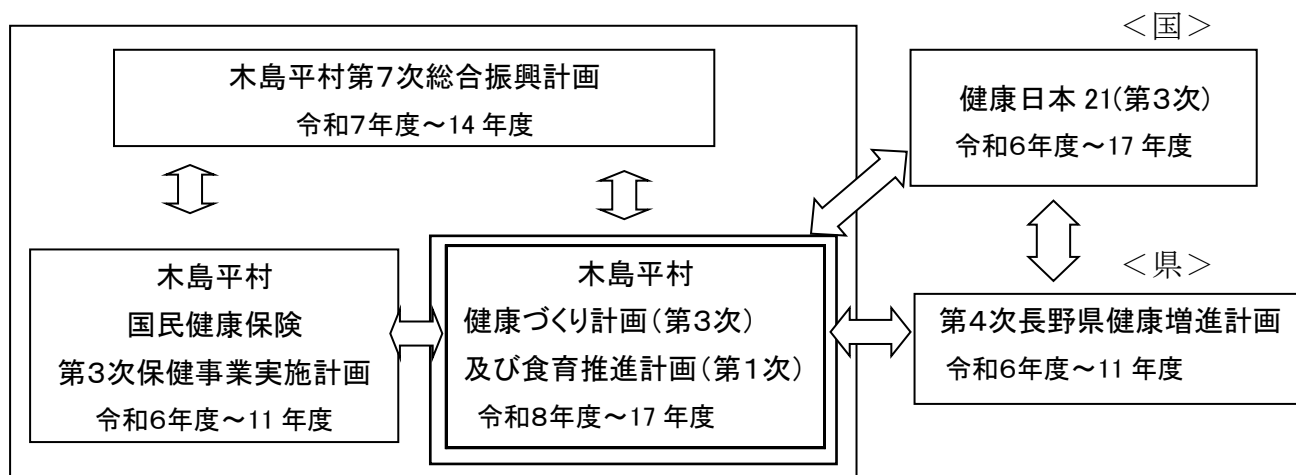 木島平村第７次総合振興計画
令和７年度～14 年度
木島平村
国民健康保険
第３次保健事業実施計画
令和６年度～11 年度
木島平村
健康づくり計画（第３次）
及び食育推進計画（第１次）
令和８年度～17 年度
＜国＞
健康日本 21（第３次）
令和６年度～17 年度
＜県＞
第４次長野県健康増進計画
令和６年度～11 年度